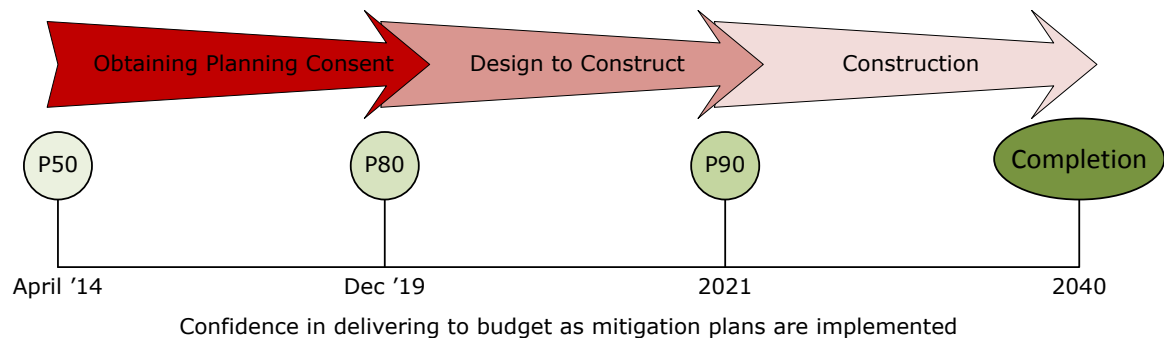 Obtaining Planning Consent
Design to Construct
Construction
P50
P80
P90
Completion
April ’14
Dec ’19
2021
2040
Confidence in delivering to budget as mitigation plans are implemented